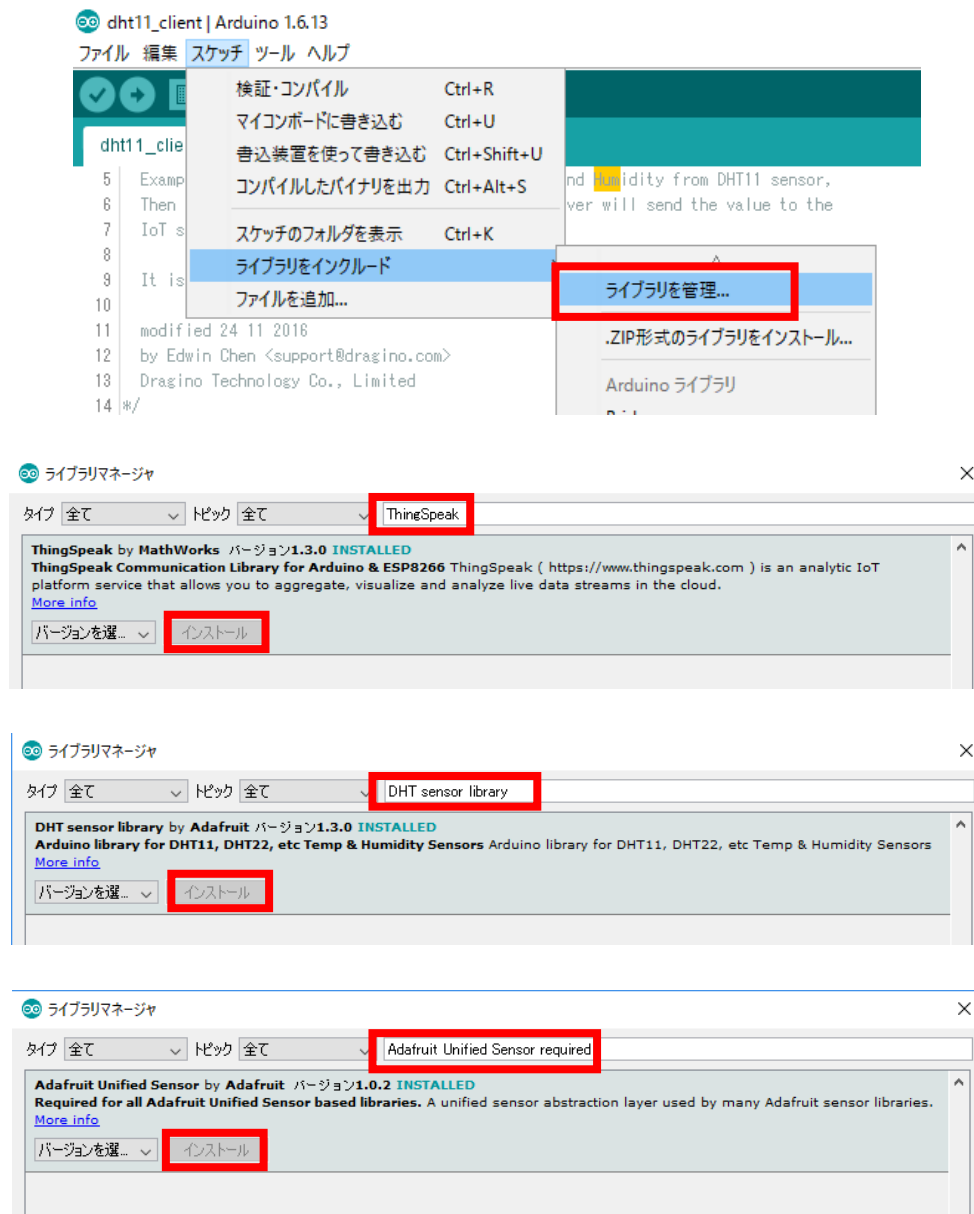 dht11_client | Arduino 1.6.13
ファイル 編集 スケッチ ツール ヘルプ
検証・コンパイル Ctrl+R
マイコンボードに書き込む Ctrl+U
dht11_clie
書込装置を使って書き込む Ctrl+Shift+U
5 Examp コンパイルしたバイナリを出力 Ctrl+Alt+S nd Humidity from DHT11 sensor,
6 Then ver will send the value to the
7 IoT s スケッチのフォルダを表示 Ctrl+K
8
ライブラリをインクルード
9 It is
ライブラリを管理...
10 ファイルを追加...
11 modified 24 11 2016
.ZIP形式のライブラリをインストール...
12 by Edwin Chen <support@dragino.com>
13 Dragino Technology Co., Limited
Arduino ライブラリ
14 */
ライブラリマネージャ
タイプ 全て トピック 全て ThingSpeak
ThingSpeak by MathWorks バージョン1.3.0 INSTALLED
ThingSpeak Communication Library for Arduino & ESP8266 ThingSpeak ( https://www.thingspeak.com ) is an analytic IoT
platform service that allows you to aggregate, visualize and analyze live data streams in the cloud.
More info
バージョンを選... インストール
ライブラリマネージャ
タイプ 全て トピック 全て DHT sensor library
DHT sensor library by Adafruit バージョン1.3.0 INSTALLED
Arduino library for DHT11, DHT22, etc Temp & Humidity Sensors Arduino library for DHT11, DHT22, etc Temp & Humidity Sensors
More info
バージョンを選... インストール
ライブラリマネージャ
タイプ 全て トピック 全て Adafruit Unified Sensor required
Adafruit Unified Sensor by Adafruit バージョン1.0.2 INSTALLED
Required for all Adafruit Unified Sensor based libraries. A unified sensor abstraction layer used by many Adafruit sensor libraries.
More info
バージョンを選... インストール